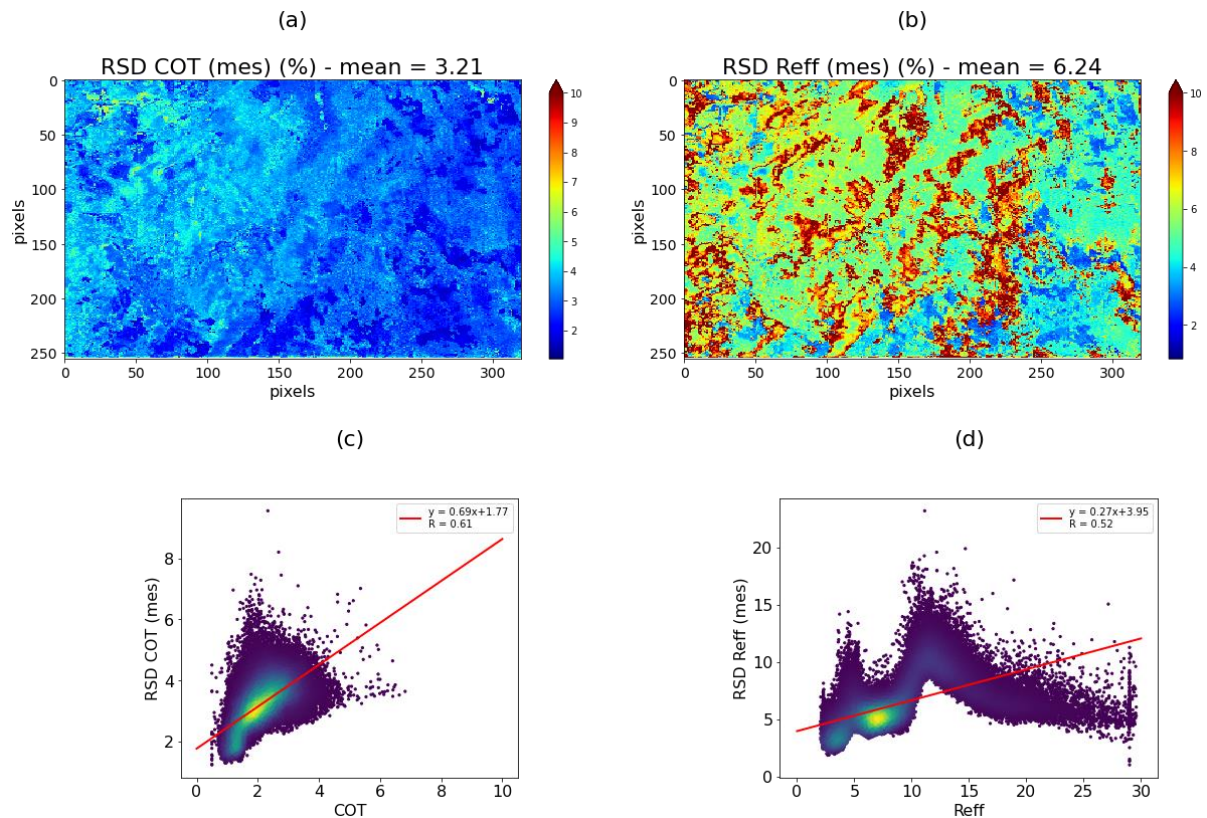 (a) (b)
RSD COT (mes) (%) - mean = 3.21 RSD Reff (mes) (%) - mean = 6.24
0 50 100 150 200 250
pixels
0 50 100 150 200 250 300
pixels
10 9 8 7 6 5 4 3 2
0 50 100 150 200 250
pixels
0 50 100 150 200 250 300
pixels
10 8 6 4 2
(c) (d)
y = 0.69x+1.77
R = 0.61
8 6 4 2
RSD COT (mes)
0 2 4 6 8 10
COT
y = 0.27x+3.95
R = 0.52
20 15 10 5 0
RSD Reff (mes)
0 5 10 15 20 25 30
Reff